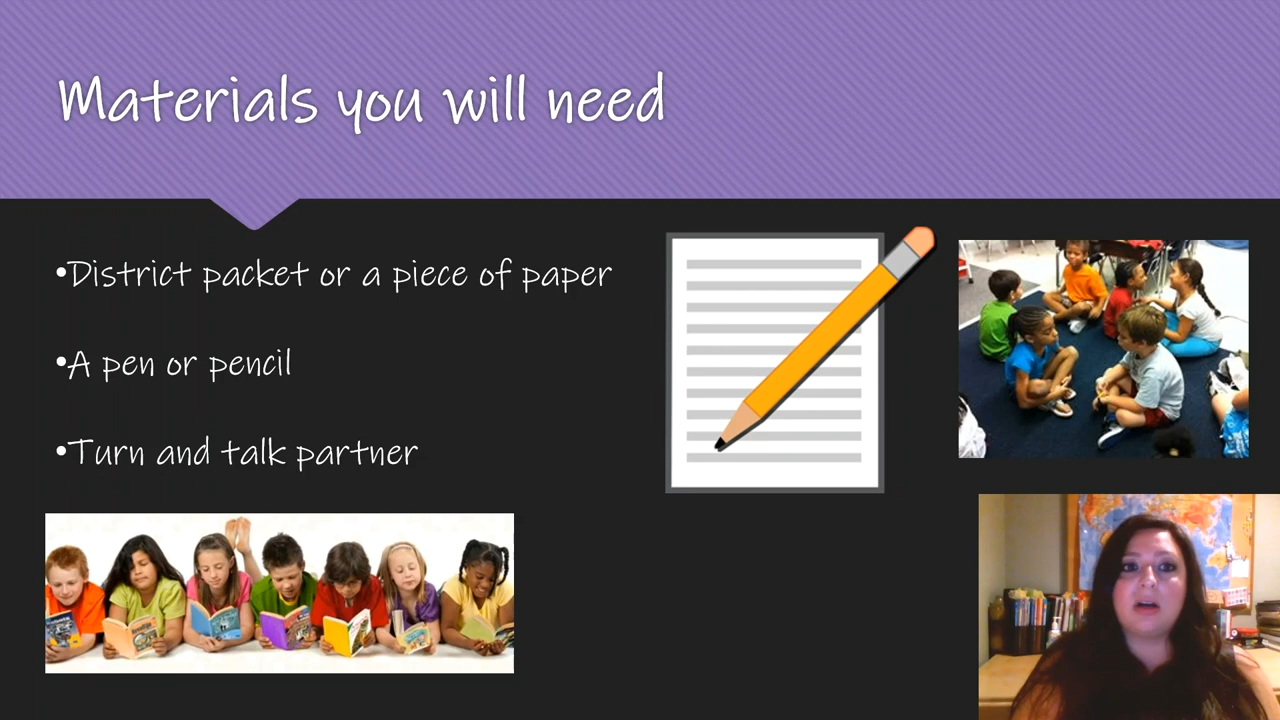 Materials you will need
•District packet or a piece of paper
•A pen or pencil
•Turn and talk partner